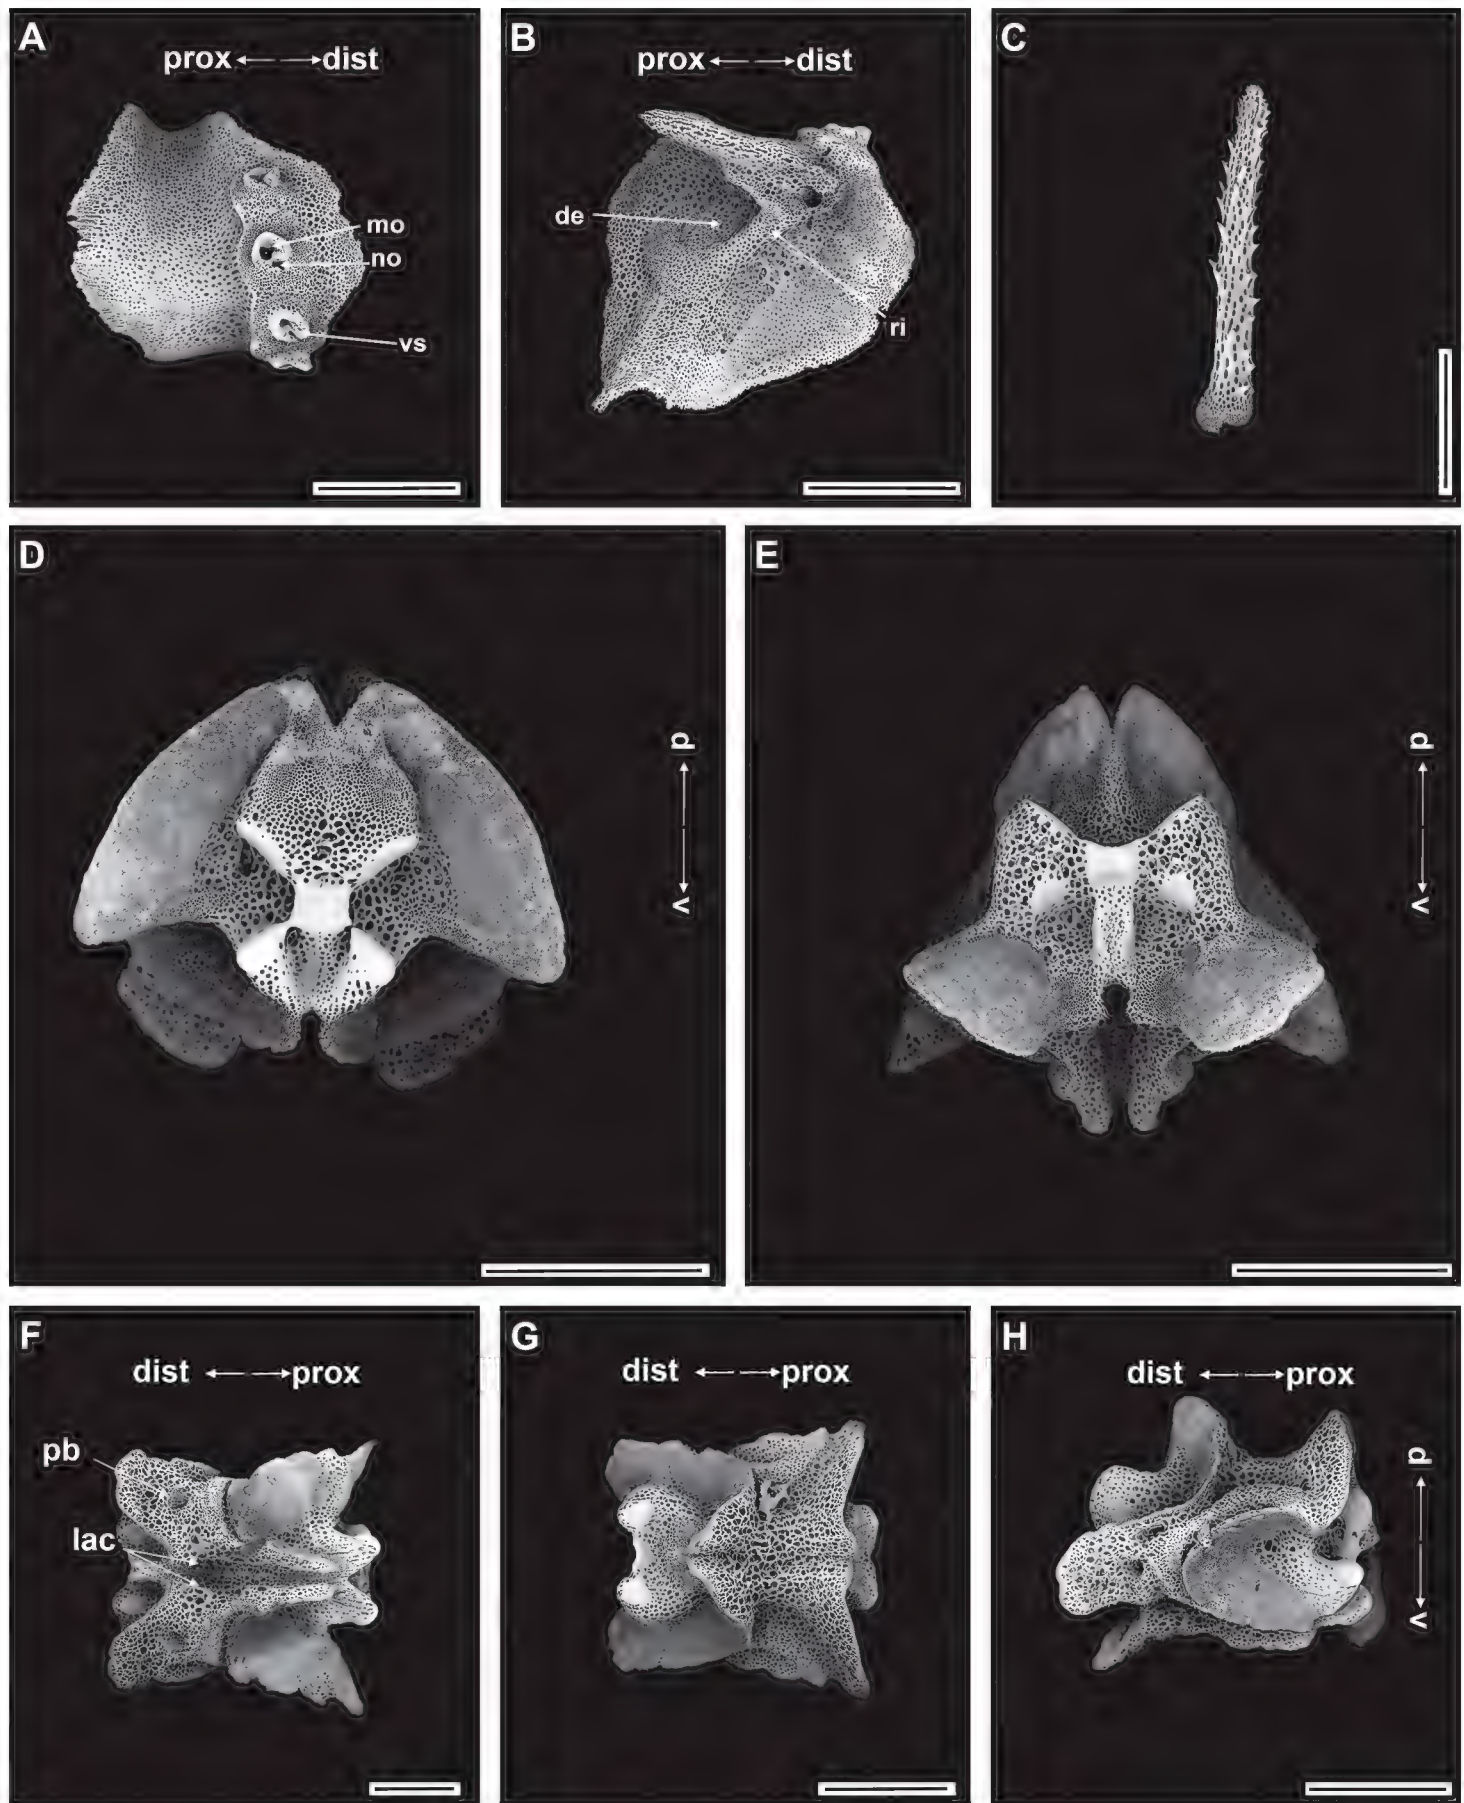 A
prox ←→ dist
mo
no
vs
B
prox ←→ dist
de
ri
C
D
d
v
E
d
v
F
dist ←→ prox
pb
lac
G
dist ←→ prox
H
dist ←→ prox
d
v